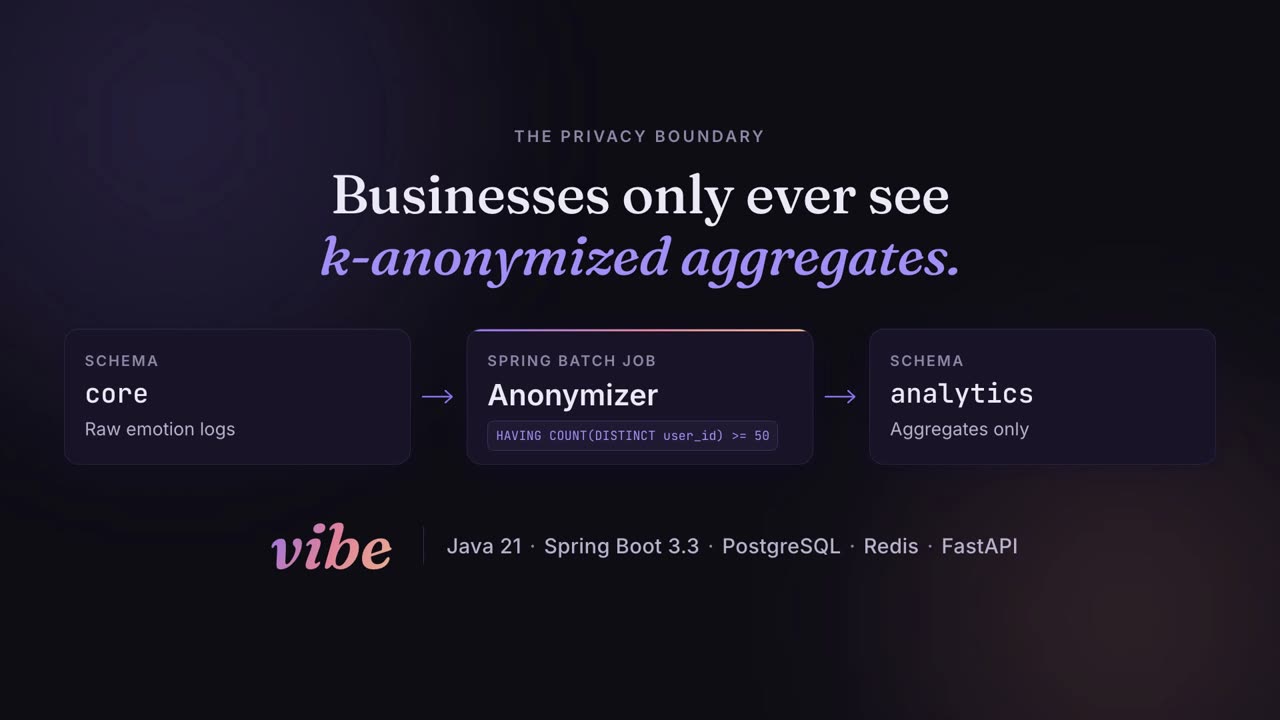 THE PRIVACY BOUNDARY
Businesses only ever see
k-anonymized aggregates.
SCHEMA
core
Raw emotion logs
SPRING BATCH JOB
Anonymizer
HAVING COUNT(DISTINCT user_id) >= 50
SCHEMA
analytics
Aggregates only
vibe
Java 21 · Spring Boot 3.3 · PostgreSQL · Redis · FastAPI